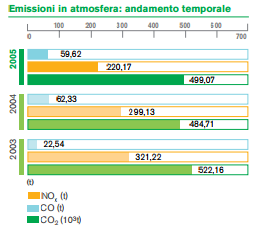 Emissioni in atmosfera: andamento temporale
0 100 200 300 400 500 600 700
2005
59,62
220,17
499,07
2004
62,33
299,13
484,71
2003
22,54
321,22
522,16
(t)
NOx (t)
CO (t)
CO2 (10³t)